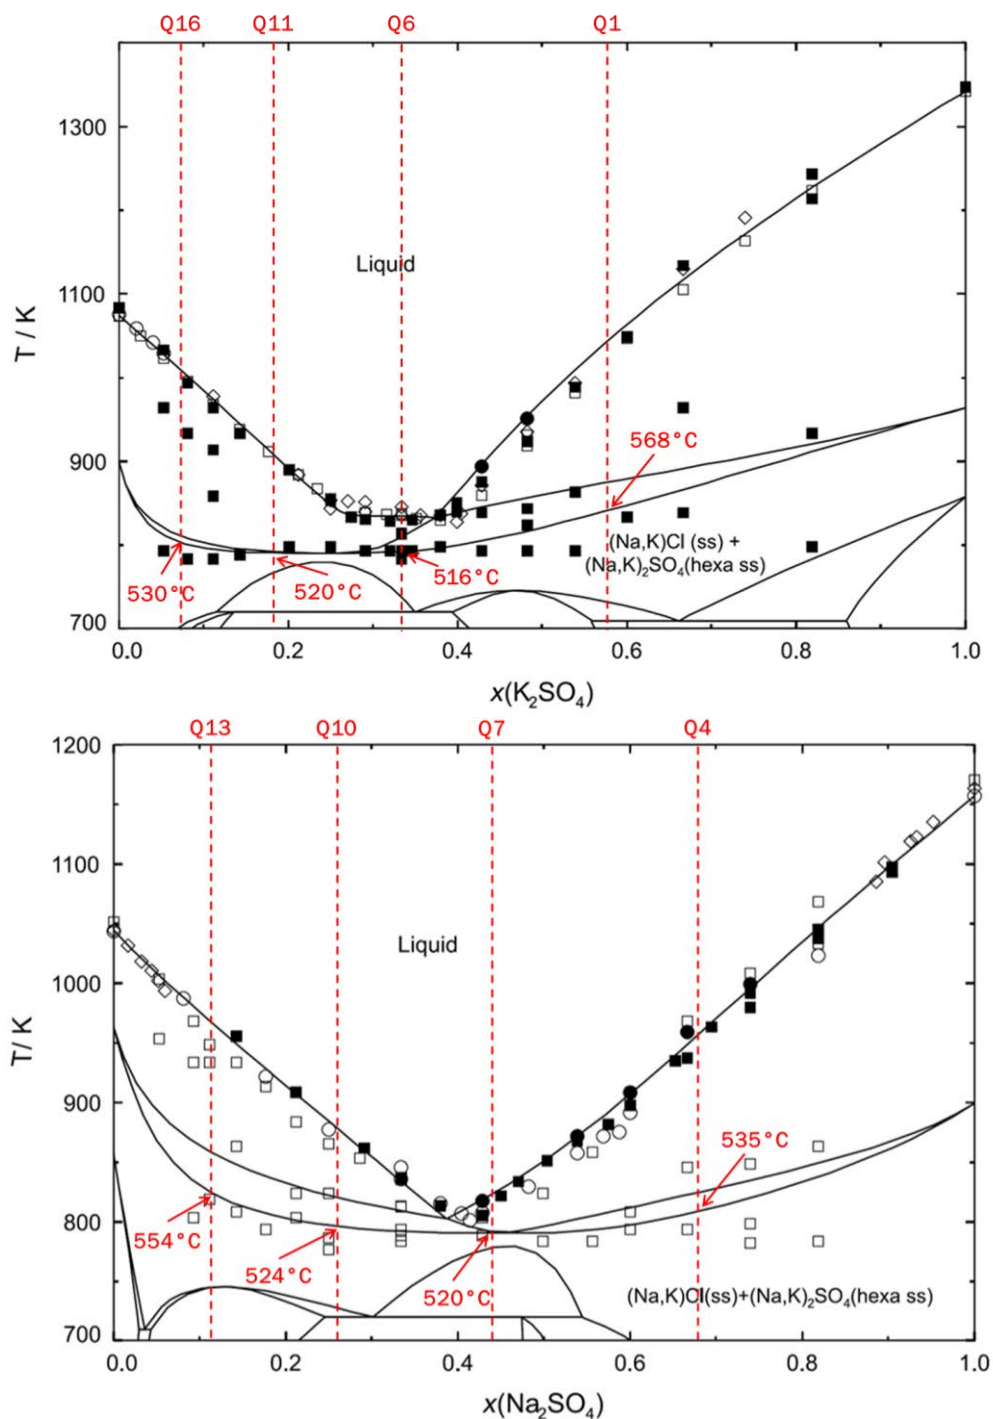 Q16 Q11 Q6 Q1
1300
1100
900
700
T / K
Liquid
568°C
(Na,K)Cl (ss) +
(Na,K)₂SO₄(hexa ss)
530°C
520°C
516°C
0.0 0.2 0.4 0.6 0.8 1.0
x(K₂SO₄)
Q13 Q10 Q7 Q4
1200
1100
1000
900
800
700
T/ K
Liquid
535°C
554°C
524°C
520°C
(Na,K)Cl(ss)+(Na,K)₂SO₄(hexa ss)
0.0 0.2 0.4 0.6 0.8 1.0
x(Na₂SO₄)